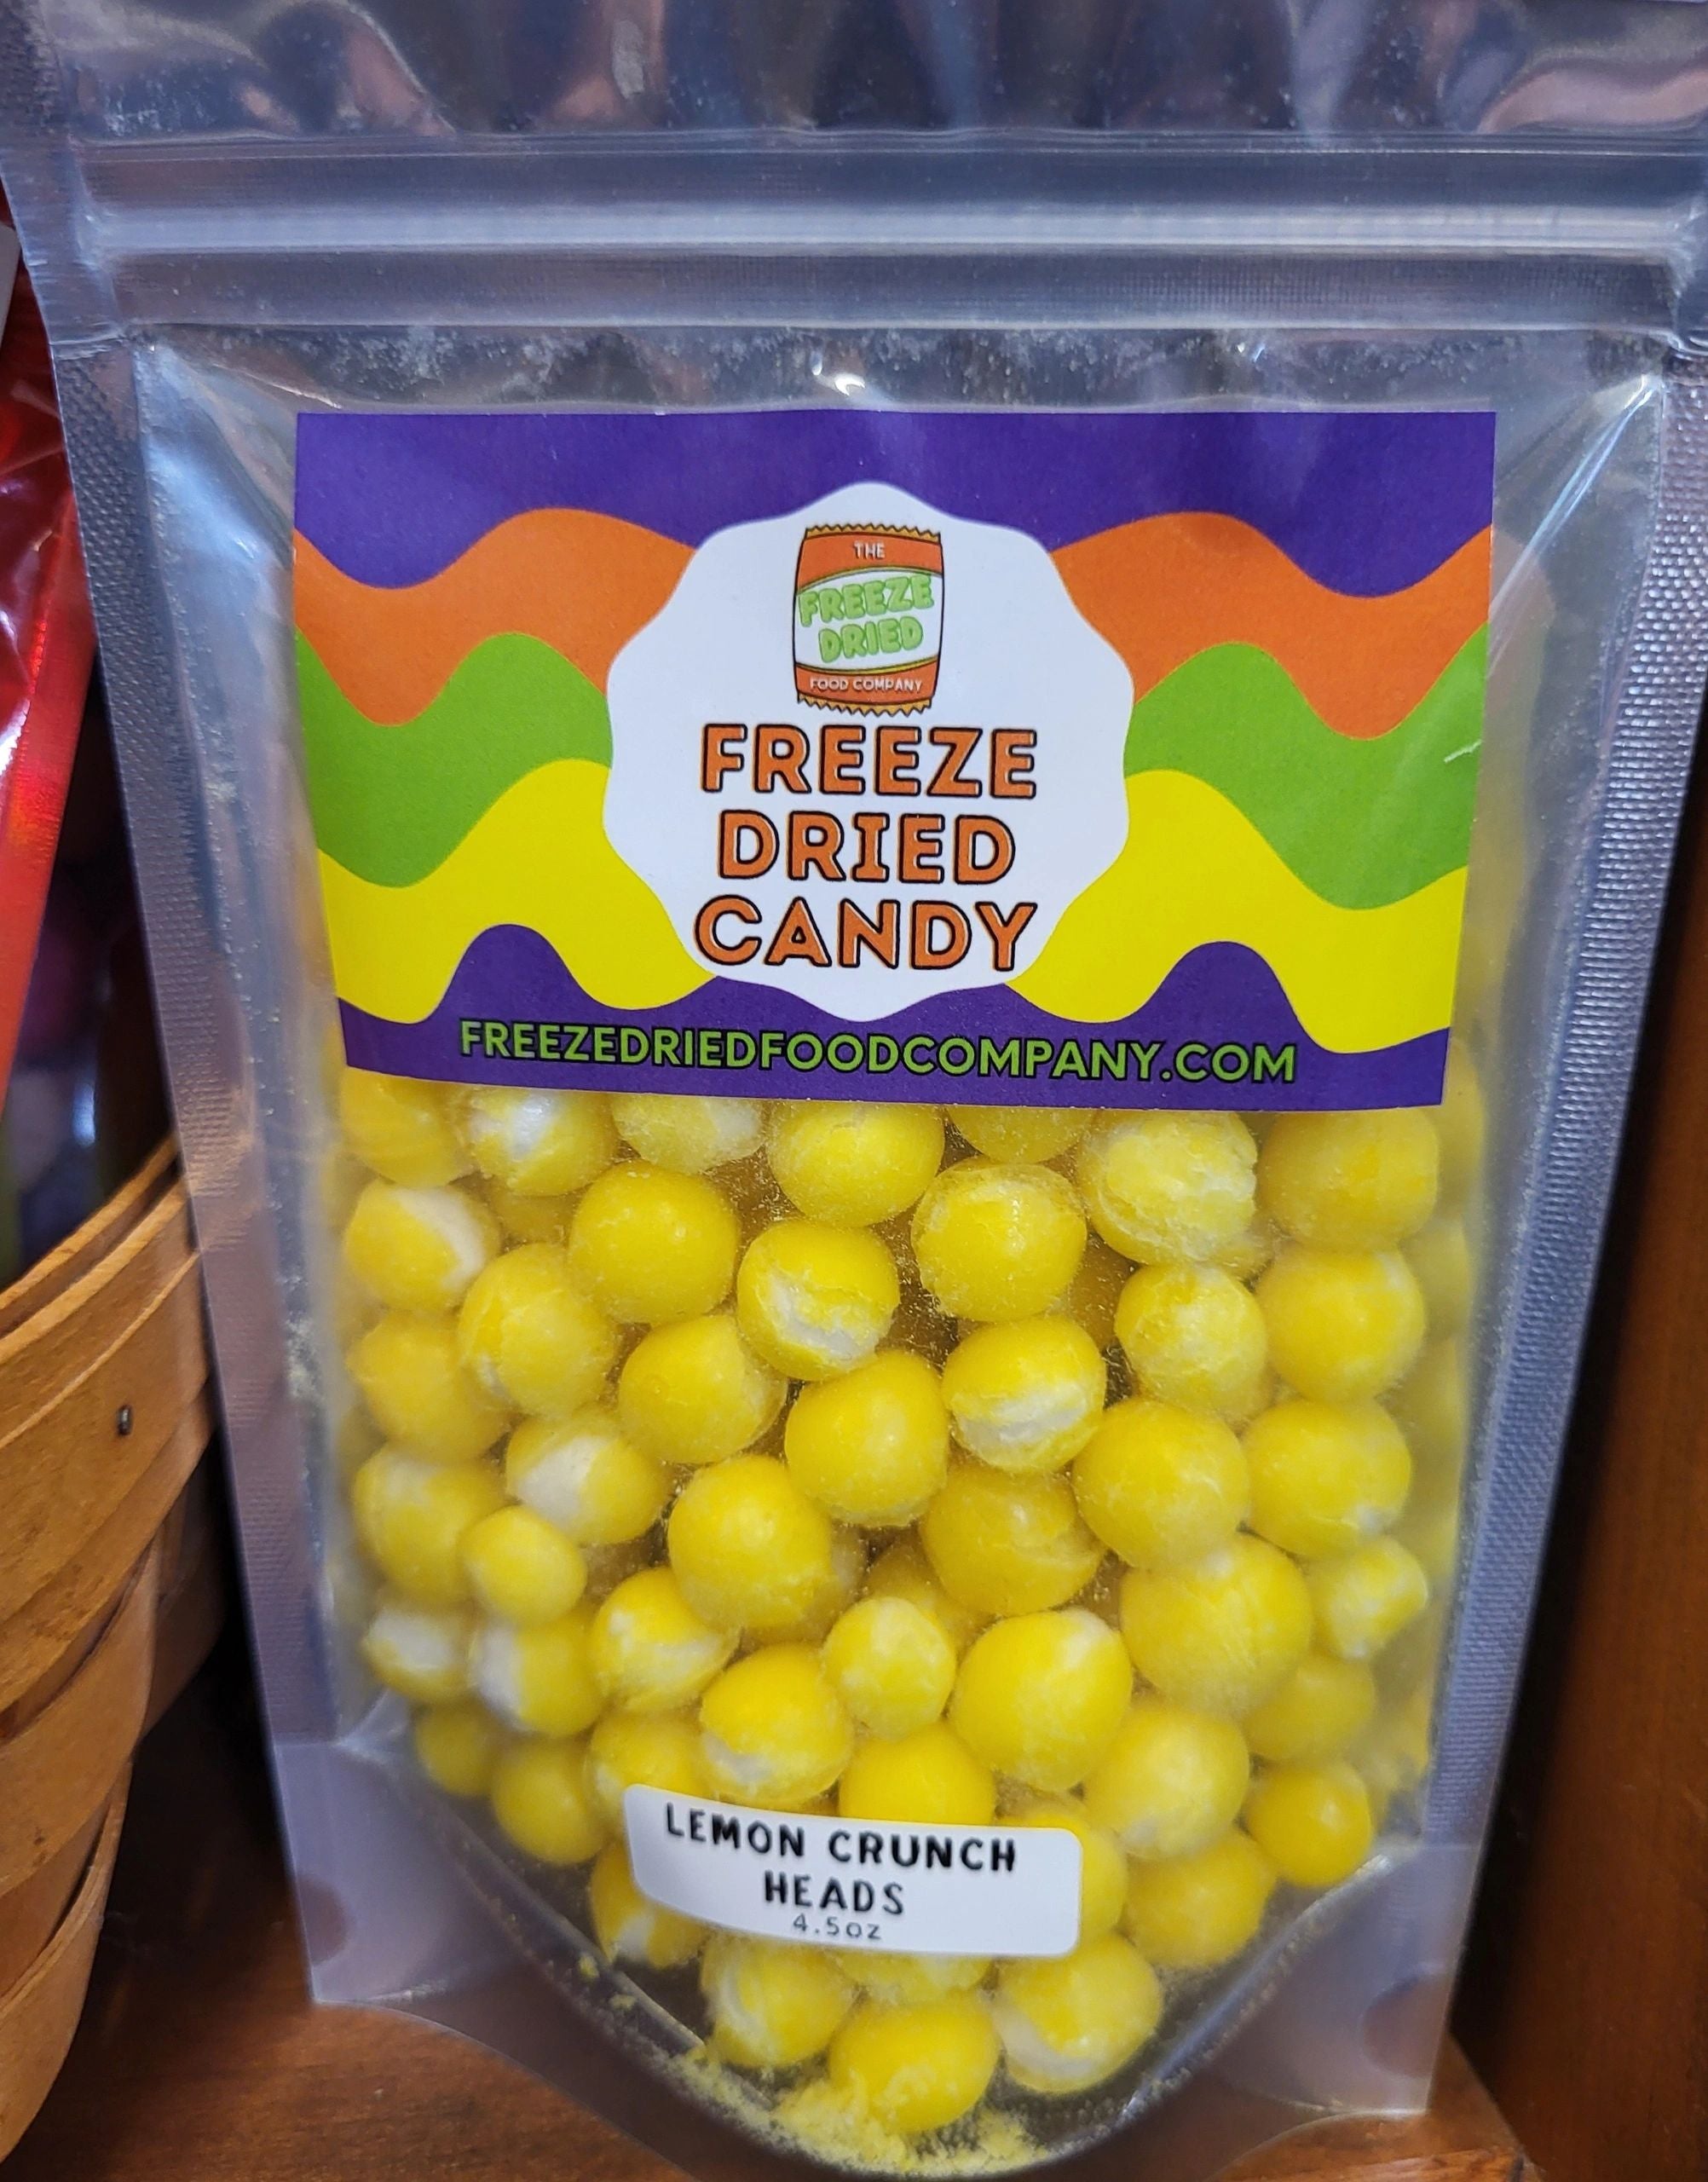 THE
FREEZE
DRIED
FOOD COMPANY
FREEZE
DRIED
CANDY
FREEZEDRIEDFOODCOMPANY.COM
LEMON CRUNCH
HEADS
4.5oz